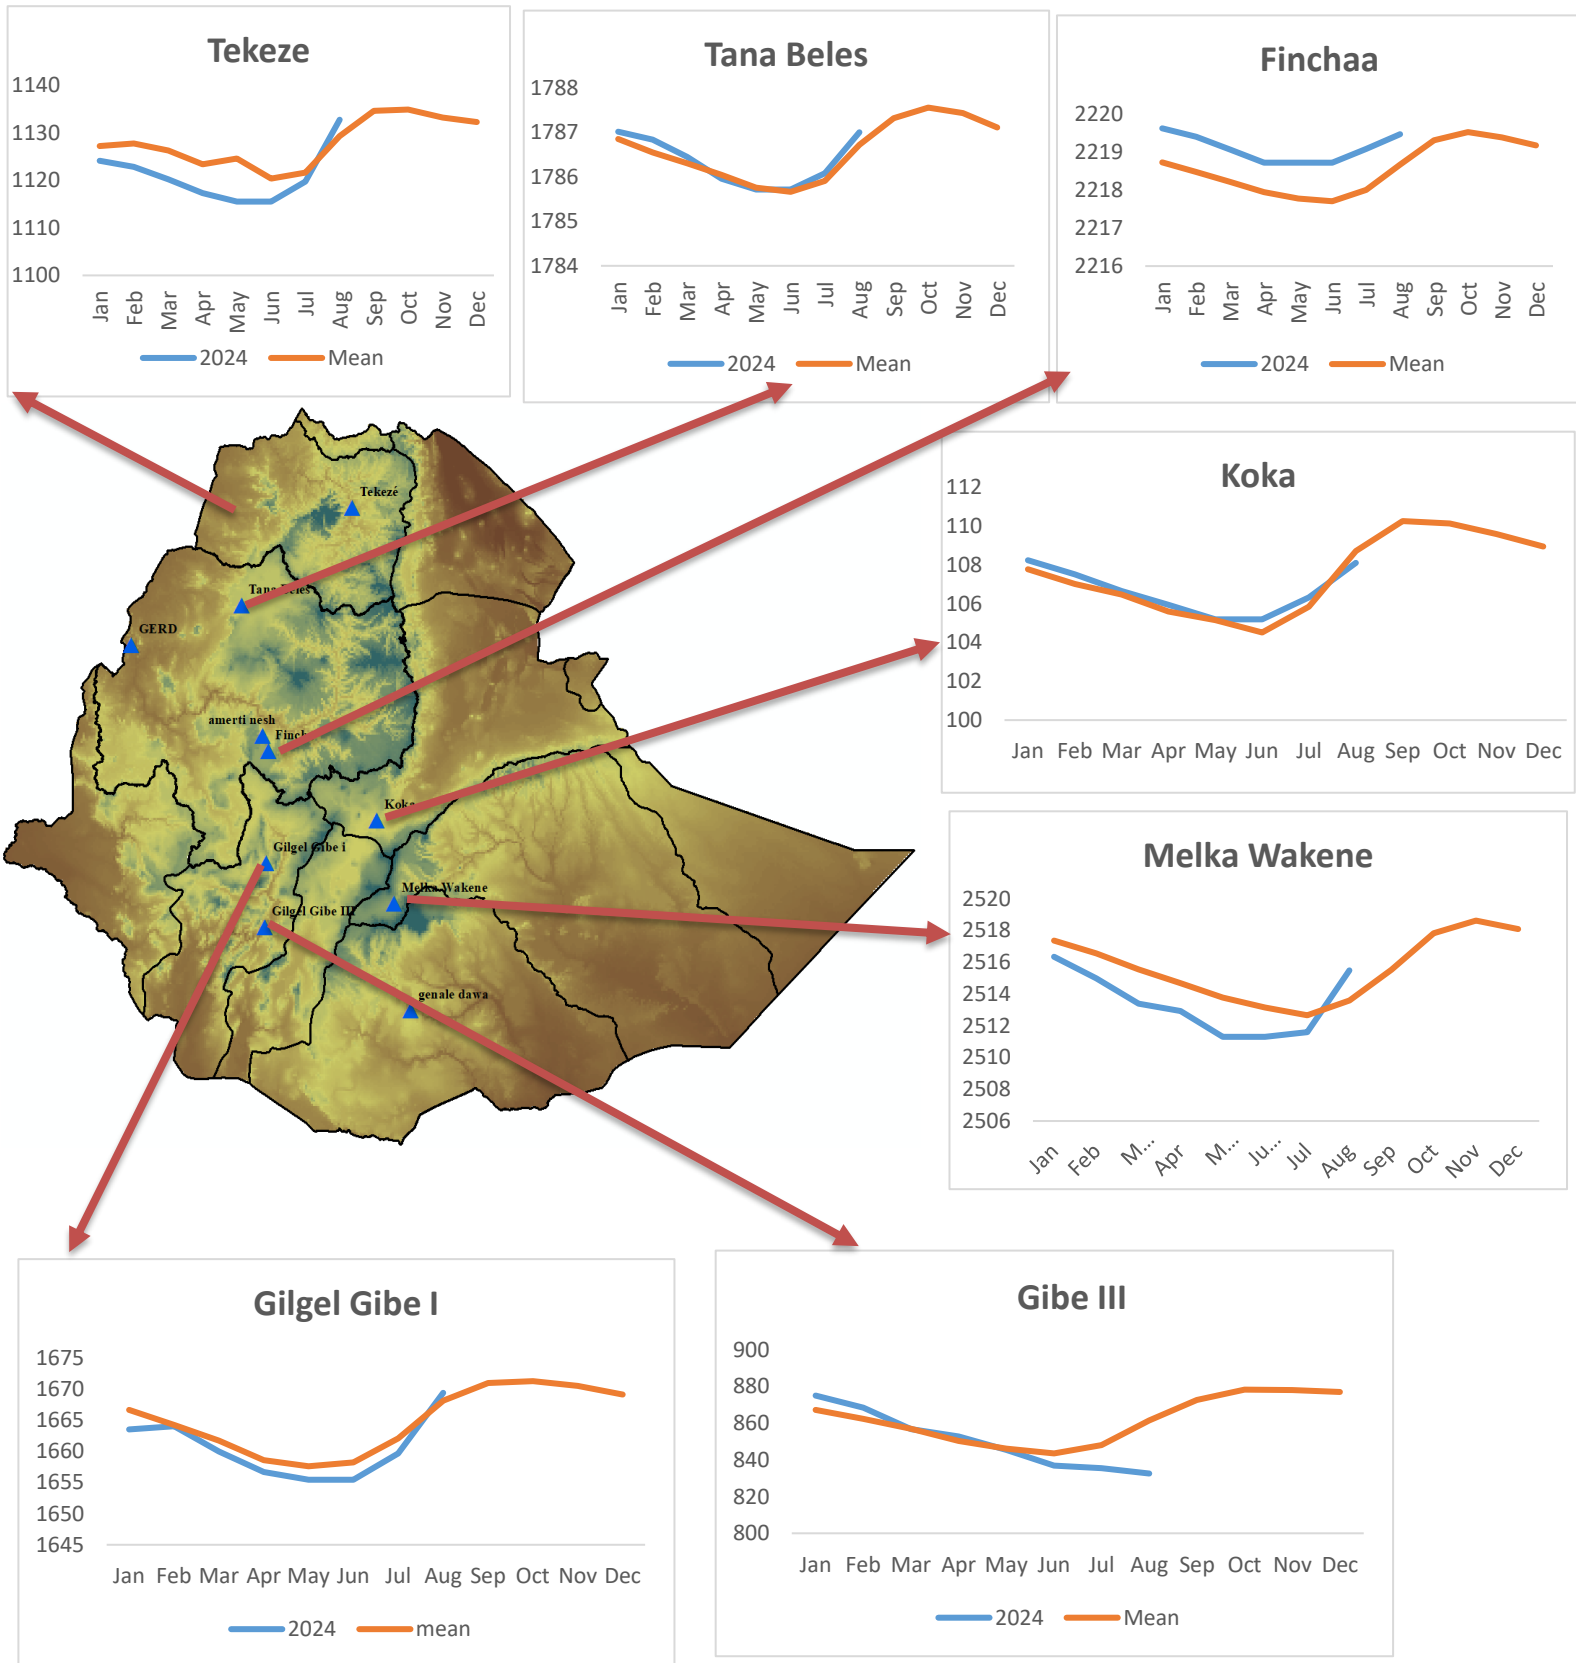 Tekeze
1140
1130
1120
1110
1100
Jan Feb Mar Apr May Jun Jul Aug Sep Oct Nov Dec
2024 Mean
Tana Beles
1788
1787
1786
1785
1784
Jan Feb Mar Apr May Jun Jul Aug Sep Oct Nov Dec
2024 Mean
Finchaa
2220
2219
2218
2217
2216
Jan Feb Mar Apr May Jun Jul Aug Sep Oct Nov Dec
2024 Mean
Tekezé
Tana Beles
GERD
amerti nesh
Finch
Koka
Gilgel Gibe i
Melka Wakene
Gilgel Gibe III
genale dawa
Koka
112
110
108
106
104
102
100
Jan Feb Mar Apr May Jun Jul Aug Sep Oct Nov Dec
Melka Wakene
2520
2518
2516
2514
2512
2510
2508
2506
Jan Feb M... Apr M... Ju... Jul Aug Sep Oct Nov Dec
Gilgel Gibe I
1675
1670
1665
1660
1655
1650
1645
Jan Feb Mar Apr May Jun Jul Aug Sep Oct Nov Dec
2024 mean
Gibe III
900
880
860
840
820
800
Jan Feb Mar Apr May Jun Jul Aug Sep Oct Nov Dec
2024 Mean